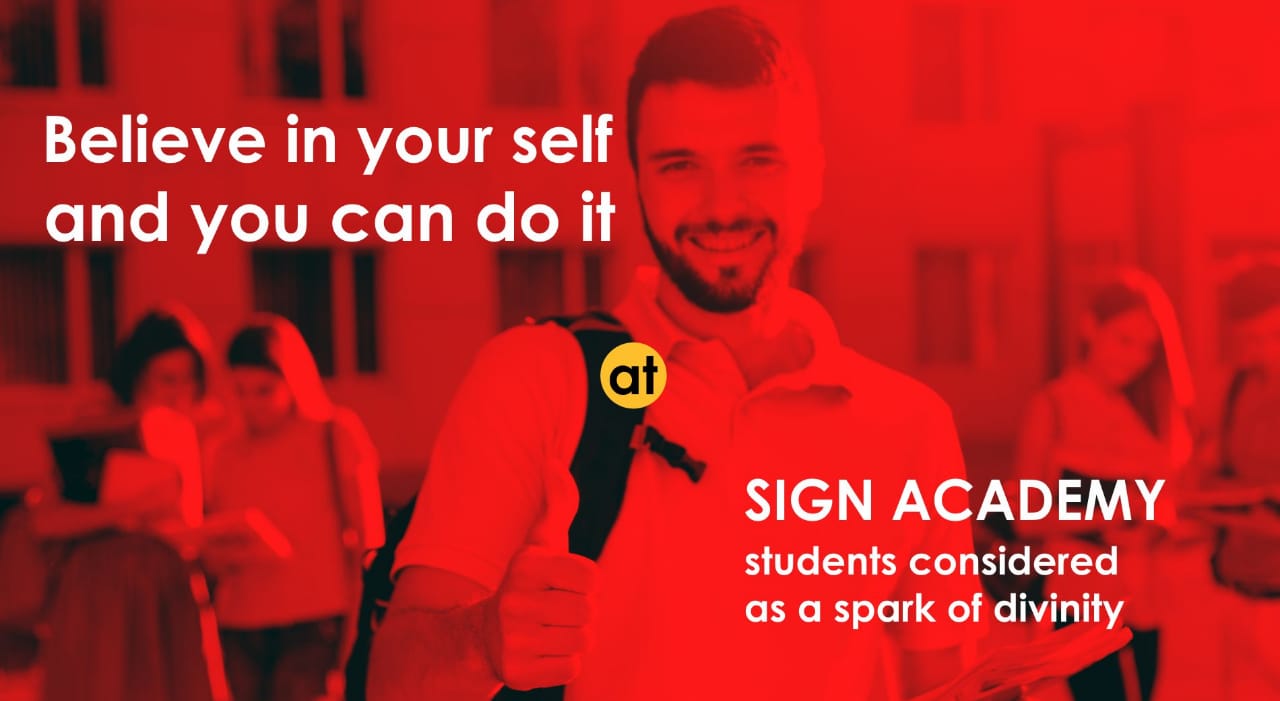 Believe in your self
and you can do it
at
SIGN ACADEMY
students considered
as a spark of divinity